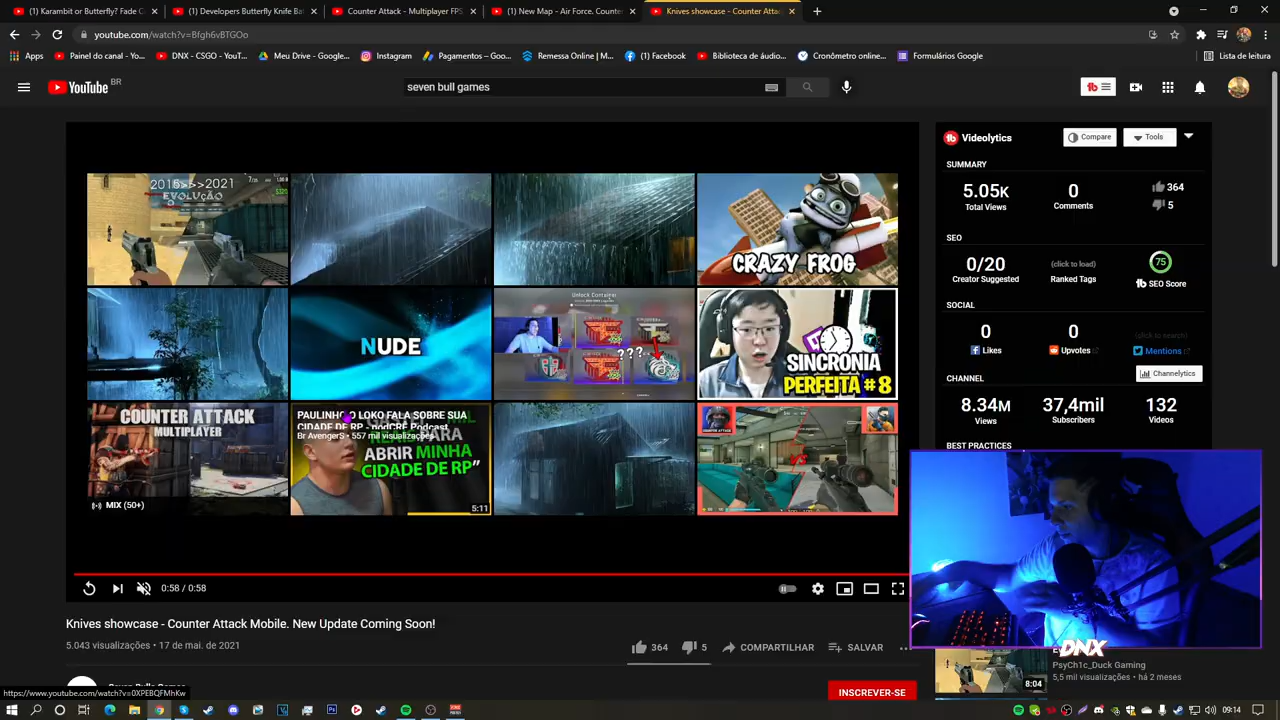 (1) Karambit or Butterfly? Fade C
(1) Developers Butterfly Knife Bal
Counter Attack - Multiplayer FPS
(1) New Map - Air Force. Counter
Knives showcase - Counter Attac
youtube.com/watch?v=Bfgh6vBTGOo
Apps
Painel do canal - Yo...
DNX - CSGO - YouT...
Meu Drive - Google...
Instagram
Pagamentos — Goo...
Remessa Online | M...
(1) Facebook
Biblioteca de áudio...
Cronômetro online...
Formulários Google
Lista de leitura
YouTube BR
seven bull games
tb
2015>>>2021
EVOLUÇÃO
CRAZY FROG
NUDE
Unlock Container
???
SINCRONIA
PERFEITA #8
COUNTER ATTACK
MULTIPLAYER
MIX (50+)
PAULINHO O LOKO FALA SOBRE SUA
CIDADE DE RP - podCRE Podcast
Br AvengerS • 557 mil visualizações
ABRIR MINHA
CIDADE DE RP"
5:11
0:58 / 0:58
Knives showcase - Counter Attack Mobile. New Update Coming Soon!
5.043 visualizações • 17 de mai. de 2021
364
5
COMPARTILHAR
SALVAR
...
https://www.youtube.com/watch?v=0XPEBQFMhKw
INSCREVER-SE
tb Videolytics
Compare
Tools
SUMMARY
5.05K
Total Views
0
Comments
364
5
SEO
0/20
Creator Suggested
(click to load)
Ranked Tags
75
tb SEO Score
SOCIAL
0
Likes
0
Upvotes
(click to search)
Mentions
Channelytics
CHANNEL
8.34M
Views
37,4mil
Subscribers
132
Videos
BEST PRACTICES
DNX
PsyCh1c_Duck Gaming
5,5 mil visualizações • há 2 meses
8:04
09:14